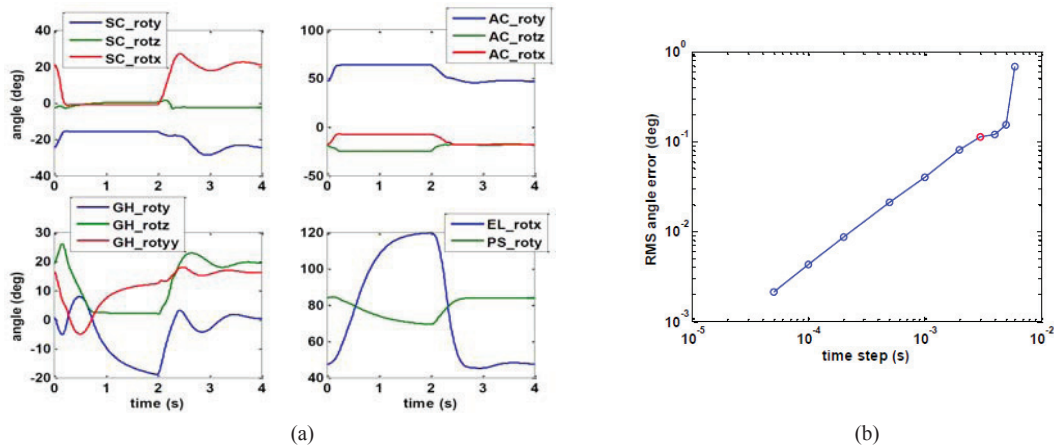 SC_roty
SC_rotz
SC_rotx
angle (deg)
40
20
0
-20
-40
0 1 2 3 4
AC_roty
AC_rotz
AC_rotx
100
50
0
-50
0 1 2 3 4
GH_roty
GH_rotz
GH_rotyy
angle (deg)
30
20
10
0
-10
-20
0 1 2 3 4
time (s)
EL_rotx
PS_roty
120
100
80
60
40
0 1 2 3 4
time (s)
(a)
RMS angle error (deg)
10^0
10^-1
10^-2
10^-3
10^-5 10^-4 10^-3 10^-2
time step (s)
(b)